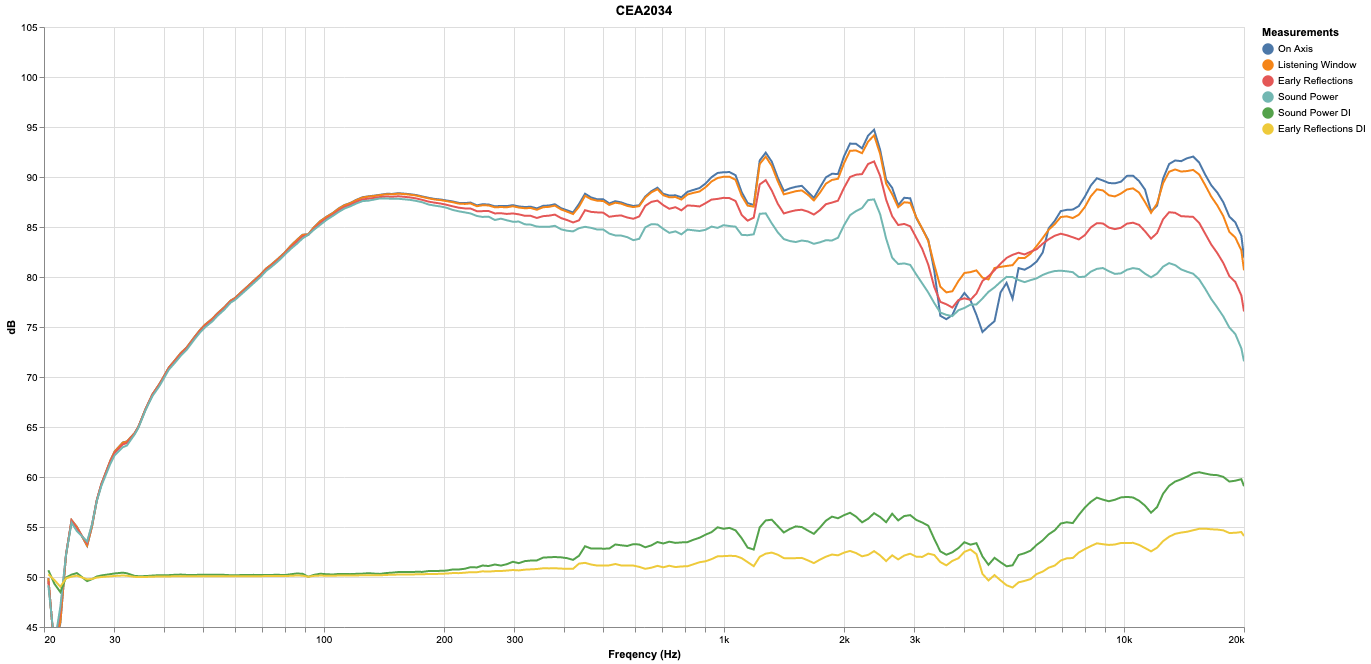 CEA2034
105
100
95
90
85
80
75
70
65
60
55
50
45
dB
20
30
100
200
300
1k
2k
3k
10k
20k
Freqency (Hz)
Measurements
On Axis
Listening Window
Early Reflections
Sound Power
Sound Power DI
Early Reflections DI